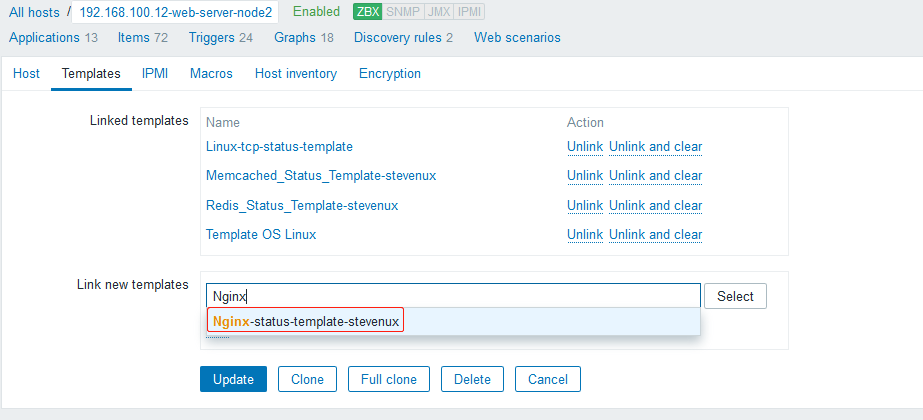 All hosts / 192.168.100.12-web-server-node2 Enabled ZBX SNMP JMX IPMI
Applications 13 Items 72 Triggers 24 Graphs 18 Discovery rules 2 Web scenarios
Host Templates IPMI Macros Host inventory Encryption
Linked templates Name Action
Linux-tcp-status-template Unlink Unlink and clear
Memcached_Status_Template-stevenux Unlink Unlink and clear
Redis_Status_Template-stevenux Unlink Unlink and clear
Template OS Linux Unlink Unlink and clear
Link new templates Nginx Select
Nginx-status-template-stevenux
Update Clone Full clone Delete Cancel